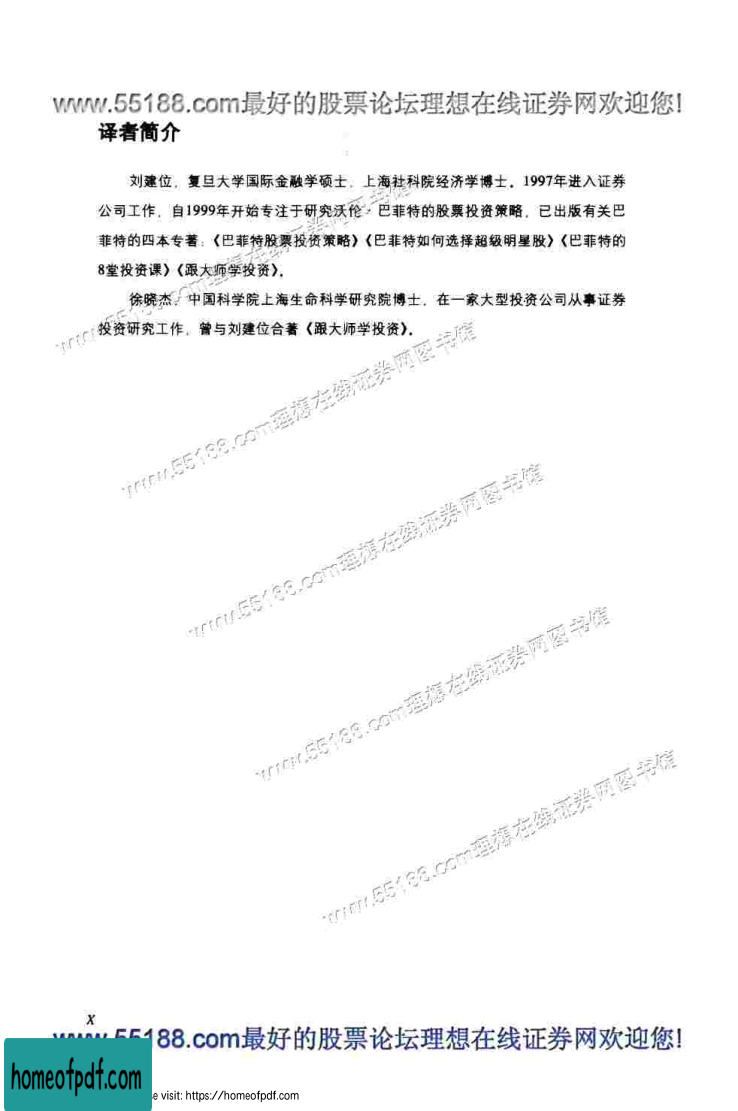 www.55188.com最好的股票论坛理想在线证券网欢迎您!
译者简介
刘建位，复旦大学国际金融学硕士，上海社科院经济学博士。1997年进入证券
公司工作，自1999年开始专注于研究沃伦·巴菲特的股票投资策略，已出版有关巴
菲特的四本专著：《巴菲特股票投资策略》《巴菲特如何选择超级明星股》《巴菲特的
8堂投资课》《跟大师学投资》。
徐晓杰，中国科学院上海生命科学研究院博士，在一家大型投资公司从事证券
投资研究工作，曾与刘建位合著《跟大师学投资》。
www.55188.com理想在线证券网图书馆
www.55188.com理想在线证券网图书馆
www.55188.com理想在线证券网图书馆
www.55188.com理想在线证券网图书馆
www.55188.com理想在线证券网图书馆
X
55188.com最好的股票论坛理想在线证券网欢迎您!
homeofpdf.com
e visit: https://homeofpdf.com